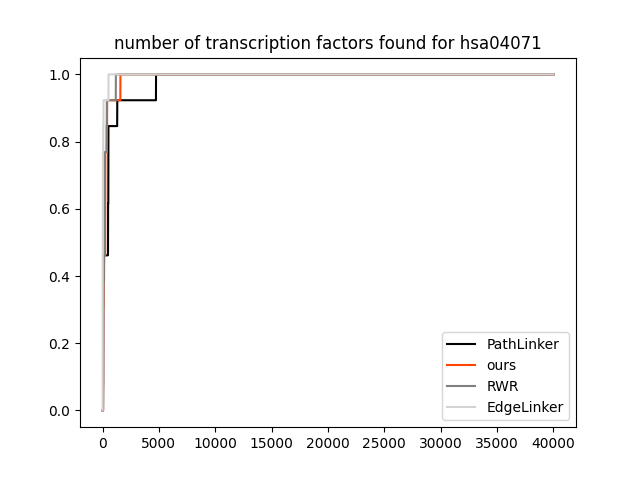 number of transcription factors found for hsa04071
1.0
0.8
0.6
0.4
0.2
0.0
PathLinker
ours
RWR
EdgeLinker
0 5000 10000 15000 20000 25000 30000 35000 40000